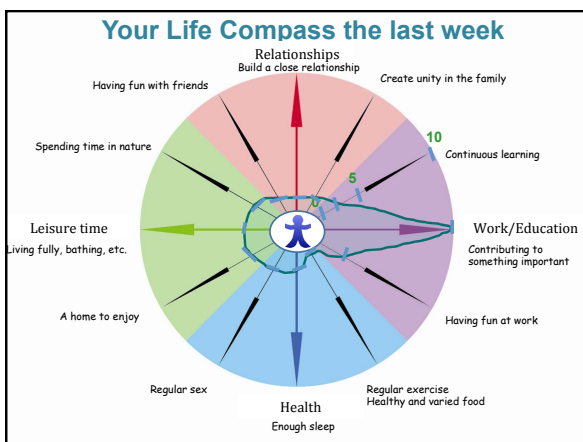 Your Life Compass the last week
Relationships
Build a close relationship
Having fun with friends
Create unity in the family
Spending time in nature
10
Continuous learning
5
0
Leisure time
Living fully, bathing, etc.
Work/Education
Contributing to
something important
A home to enjoy
Having fun at work
Regular sex
Regular exercise
Healthy and varied food
Health
Enough sleep